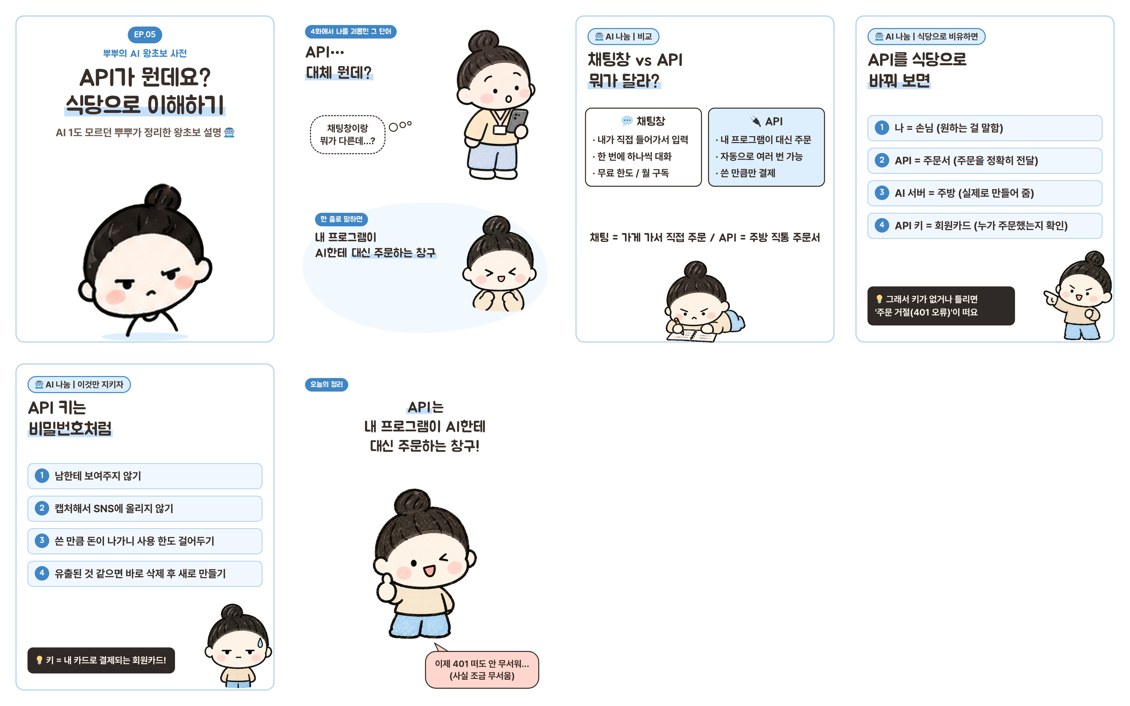 EP.05
뿌뿌의 AI 왕초보 사전
API가 뭔데요?
식당으로 이해하기
AI 1도 모르던 뿌뿌가 정리한 왕초보 설명
4화에서 나를 괴롭힌 그 단어
API…
대체 뭔데?
채팅창이랑
뭐가 다른데...?
한 줄로 말하면
내 프로그램이
AI한테 대신 주문하는 창구
AI 나눔 | 비교
채팅창 vs API
뭐가 달라?
채팅창
· 내가 직접 들어가서 입력
· 한 번에 하나씩 대화
· 무료 한도 / 월 구독
API
· 내 프로그램이 대신 주문
· 자동으로 여러 번 가능
· 쓴 만큼만 결제
채팅 = 가게 가서 직접 주문 / API = 주방 직통 주문서
AI 나눔 | 식당으로 비유하면
API를 식당으로
바꿔 보면
1 나 = 손님 (원하는 걸 말함)
2 API = 주문서 (주문을 정확히 전달)
3 AI 서버 = 주방 (실제로 만들어 줌)
4 API 키 = 회원카드 (누가 주문했는지 확인)
그래서 키가 없거나 틀리면
'주문 거절(401 오류)'이 떠요
AI 나눔 | 이것만 지키자
API 키는
비밀번호처럼
1 남한테 보여주지 않기
2 캡처해서 SNS에 올리지 않기
3 쓴 만큼 돈이 나가니 사용 한도 걸어두기
4 유출된 것 같으면 바로 삭제 후 새로 만들기
키 = 내 카드로 결제되는 회원카드!
오늘의 정리
API는
내 프로그램이 AI한테
대신 주문하는 창구!
이제 401 떠도 안 무서워...
(사실 조금 무서움)